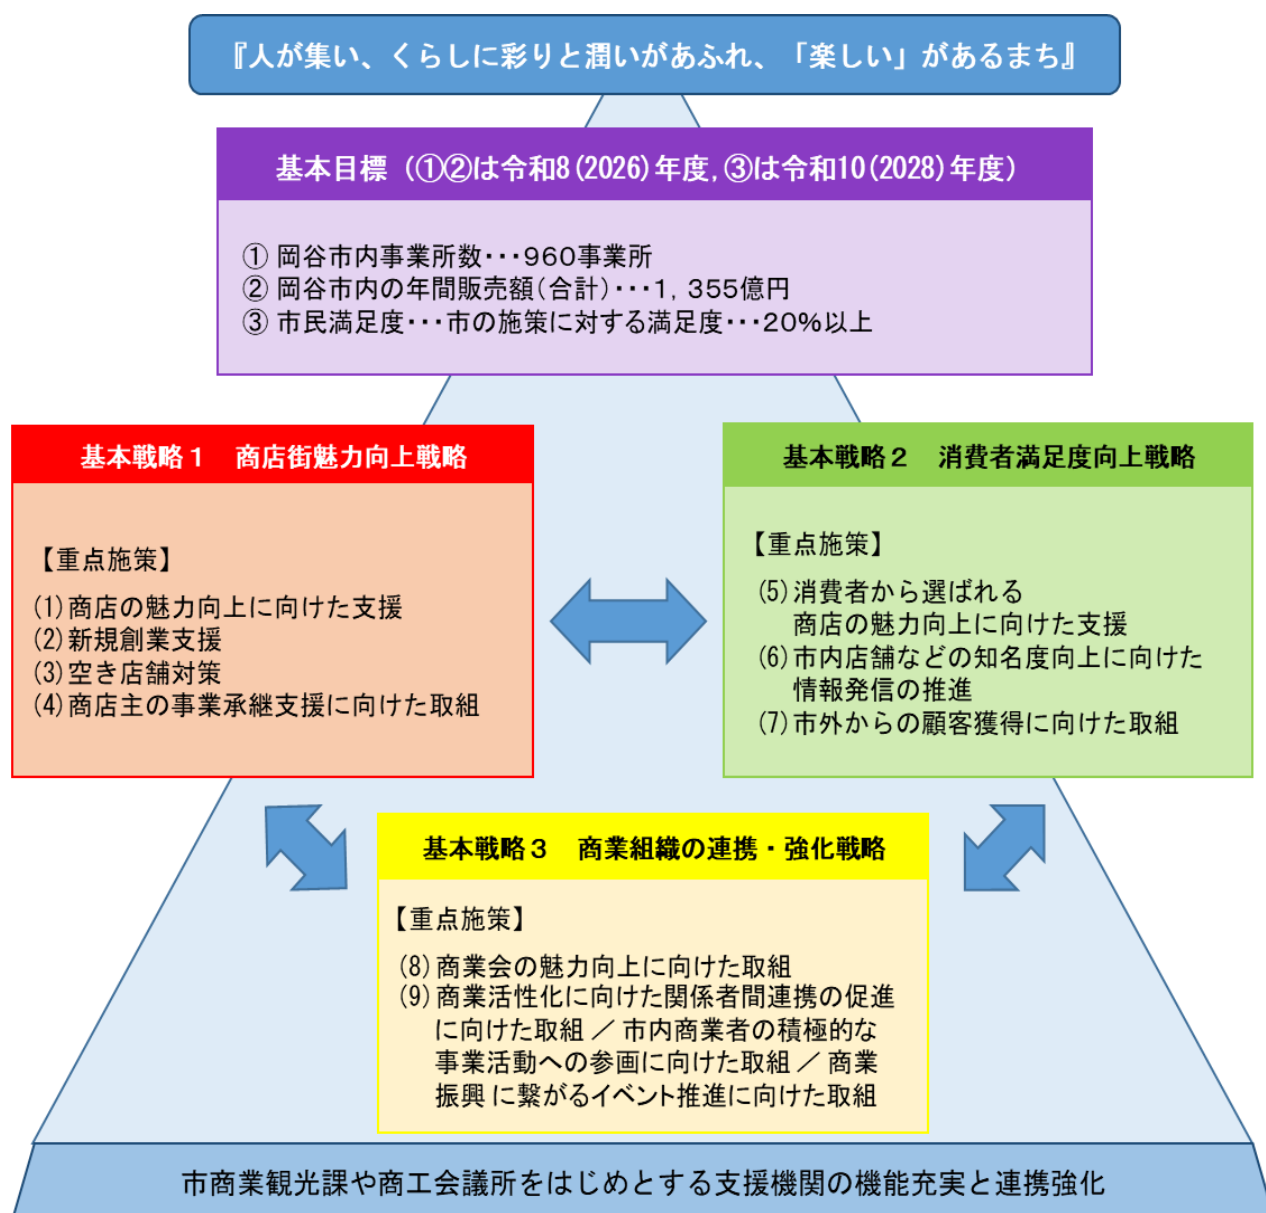 『人が集い、くらしに彩りと潤いがあふれ、「楽しい」があるまち』
基本目標（①②は令和8(2026)年度,③は令和10(2028)年度）
① 岡谷市内事業所数・・・960事業所
② 岡谷市内の年間販売額（合計）・・・1，355億円
③ 市民満足度・・・市の施策に対する満足度・・・20%以上
基本戦略１　商店街魅力向上戦略
【重点施策】
(1)商店の魅力向上に向けた支援
(2)新規創業支援
(3)空き店舗対策
(4)商店主の事業承継支援に向けた取組
基本戦略２　消費者満足度向上戦略
【重点施策】
(5)消費者から選ばれる
商店の魅力向上に向けた支援
(6)市内店舗などの知名度向上に向けた
情報発信の推進
(7)市外からの顧客獲得に向けた取組
基本戦略３　商業組織の連携・強化戦略
【重点施策】
(8)商業会の魅力向上に向けた取組
(9)商業活性化に向けた関係者間連携の促進
に向けた取組 ／ 市内商業者の積極的な
事業活動への参画に向けた取組 ／ 商業
振興 に繋がるイベント推進に向けた取組
市商業観光課や商工会議所をはじめとする支援機関の機能充実と連携強化